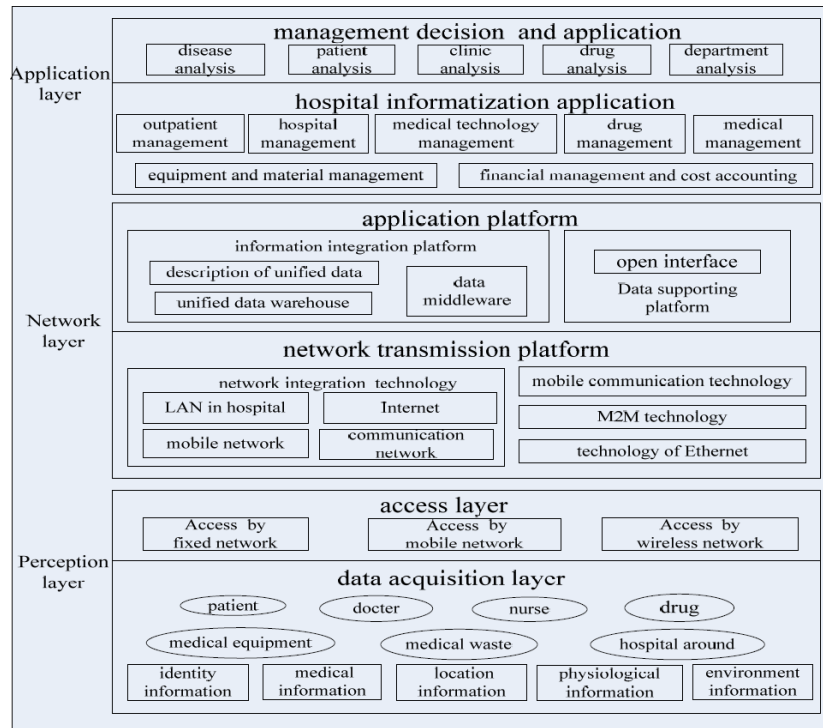 management decision and application
disease
analysis
patient
analysis
clinic
analysis
drug
analysis
department
analysis
Application
layer
hospital informatization application
outpatient
management
hospital
management
medical technology
management
drug
management
medical
management
equipment and material management
financial management and cost accounting
application platform
information integration platform
description of unified data
unified data warehouse
data
middleware
open interface
Data supporting
platform
Network
layer
network transmission platform
network integration technology
LAN in hospital
Internet
mobile network
communication
network
mobile communication technology
M2M technology
technology of Ethernet
access layer
Access by
fixed network
Access by
mobile network
Access by
wireless network
Perception
layer
data acquisition layer
patient
docter
nurse
drug
medical equipment
medical waste
hospital around
identity
information
medical
information
location
information
physiological
information
environment
information